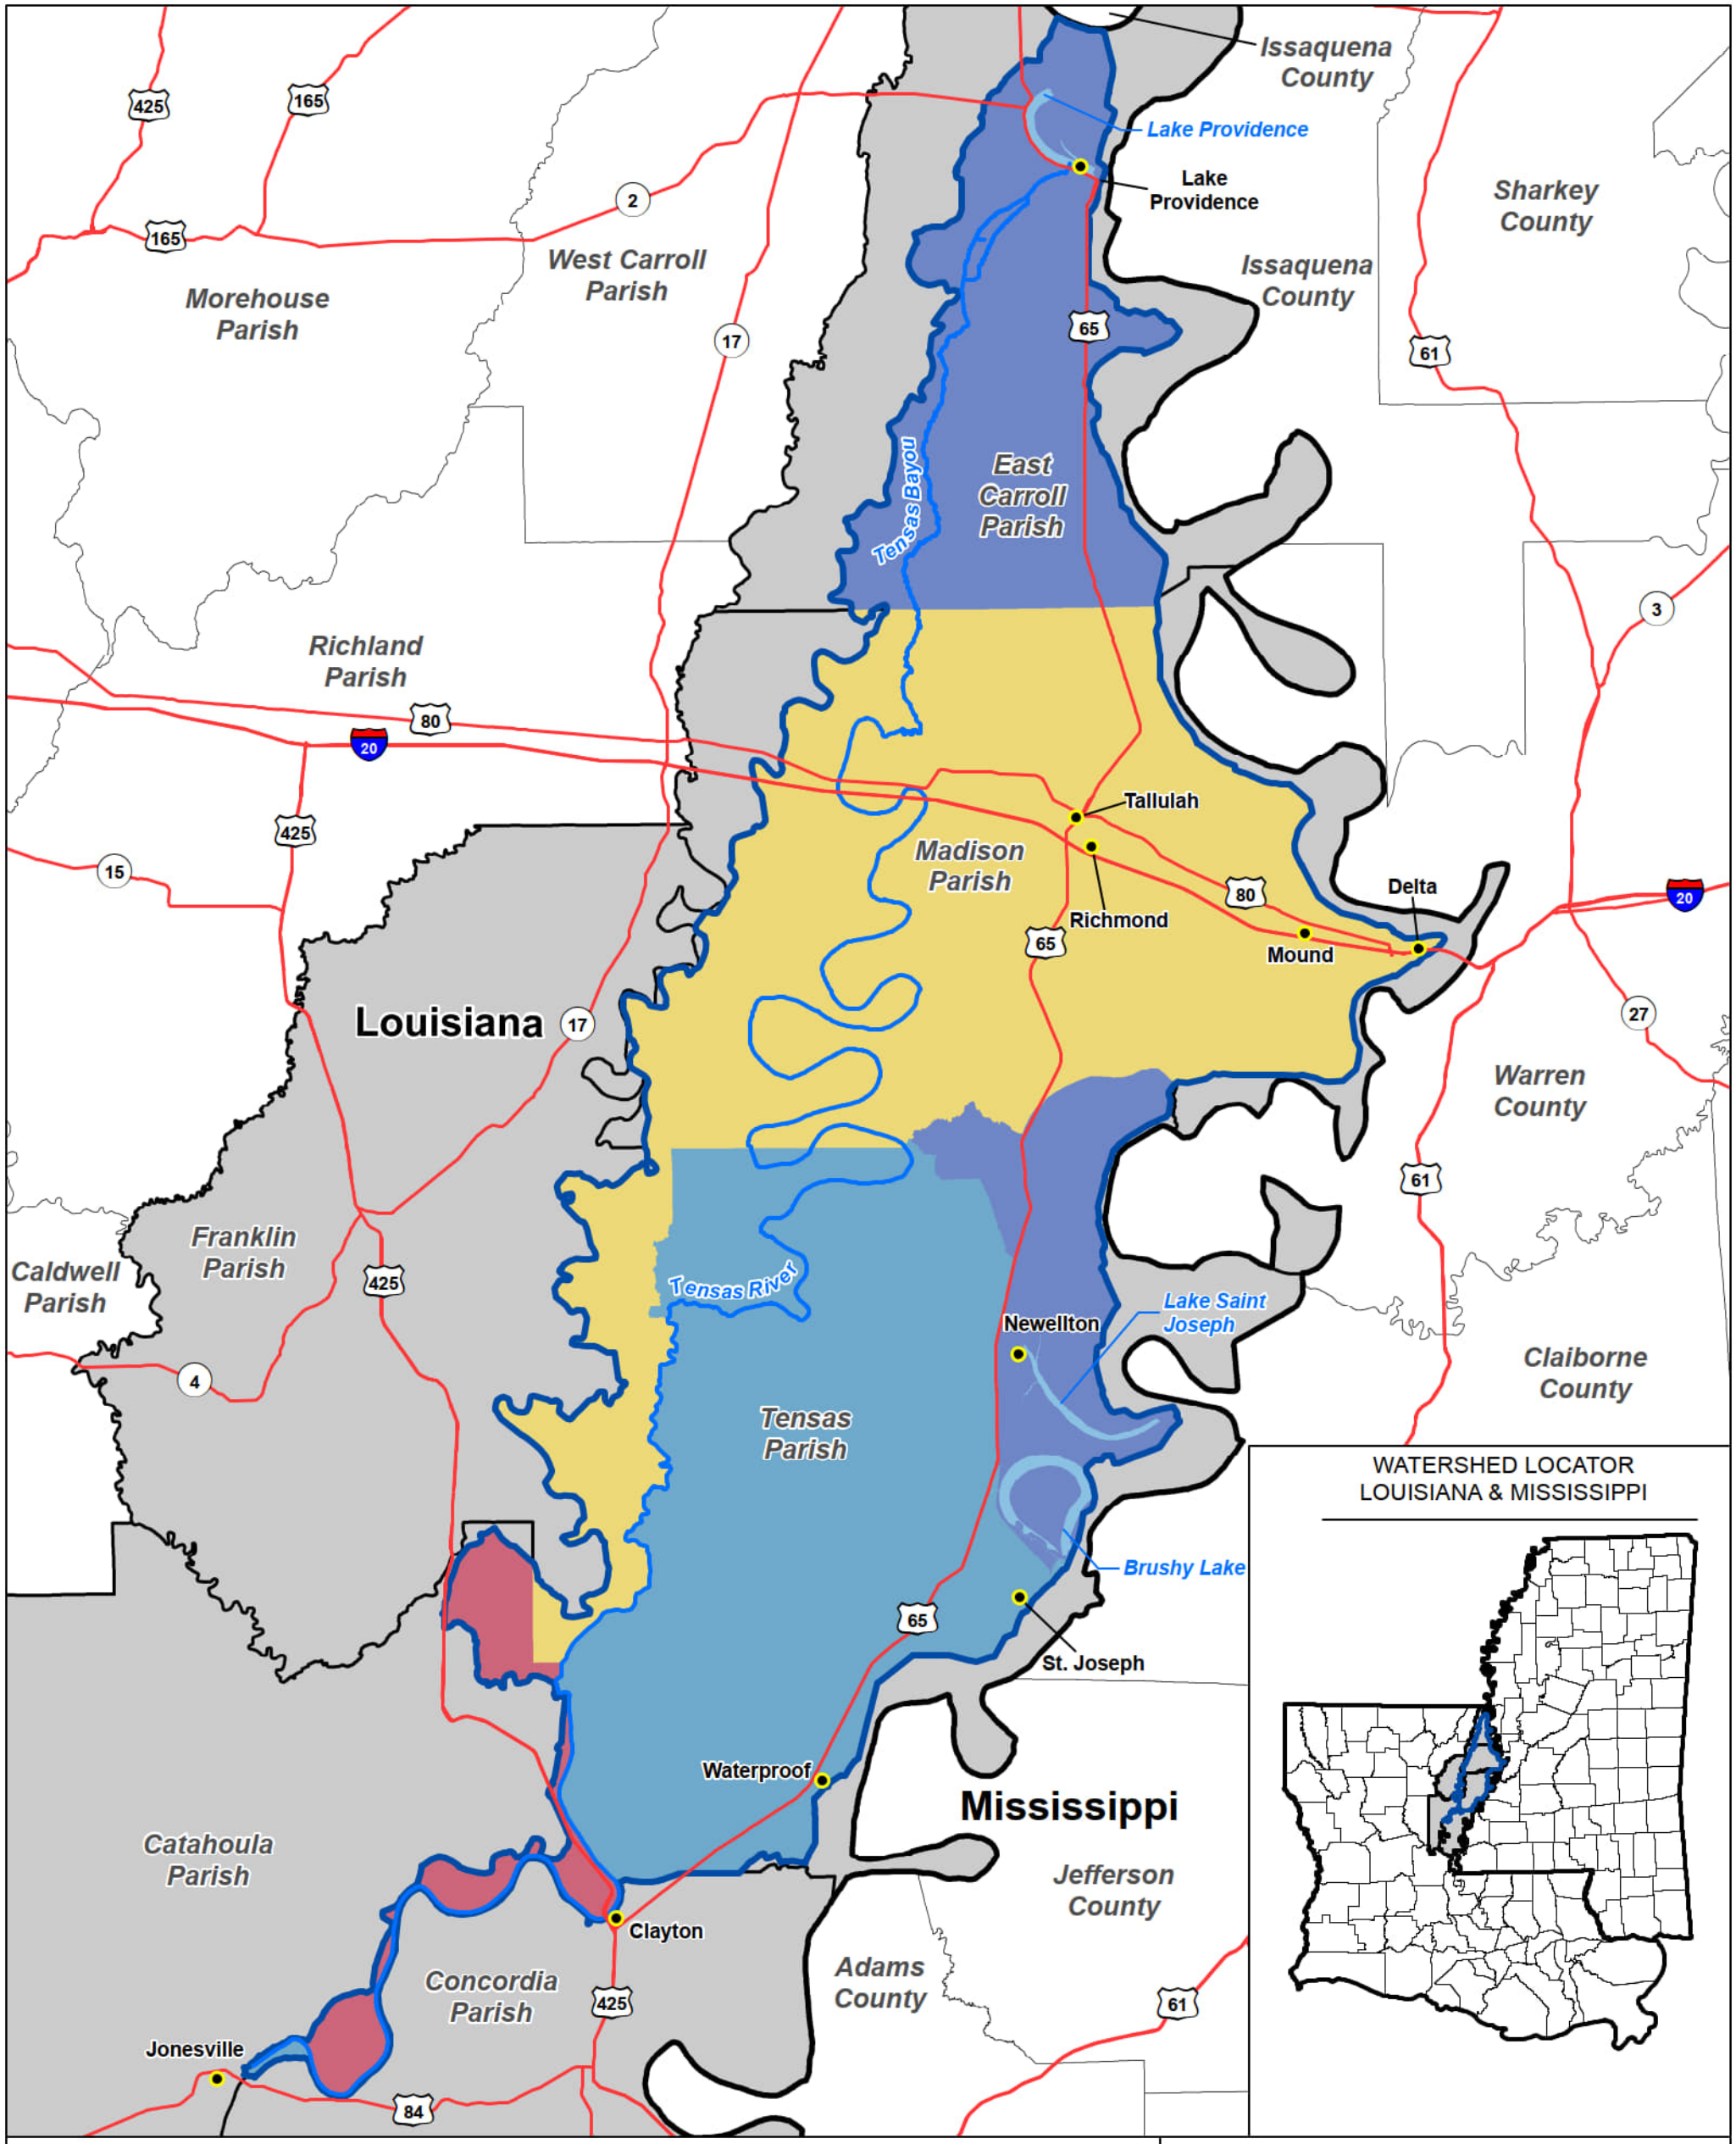 Issaquena
County
425
165
Lake Providence
Lake
Providence
Sharkey
County
2
165
West Carroll
Parish
Issaquena
County
Morehouse
Parish
65
17
61
East
Carroll
Parish
Tensas Bayou
3
Richland
Parish
80
20
Tallulah
425
Madison
Parish
15
Delta
80
20
Richmond
65
Mound
Louisiana
17
27
Warren
County
61
Franklin
Parish
Caldwell
Parish
425
Tensas River
Lake Saint
Joseph
Newellton
Claiborne
County
4
Tensas
Parish
WATERSHED LOCATOR
LOUISIANA & MISSISSIPPI
Brushy Lake
65
St. Joseph
Waterproof
Mississippi
Catahoula
Parish
Jefferson
County
Clayton
Concordia
Parish
Adams
County
425
61
Jonesville
84